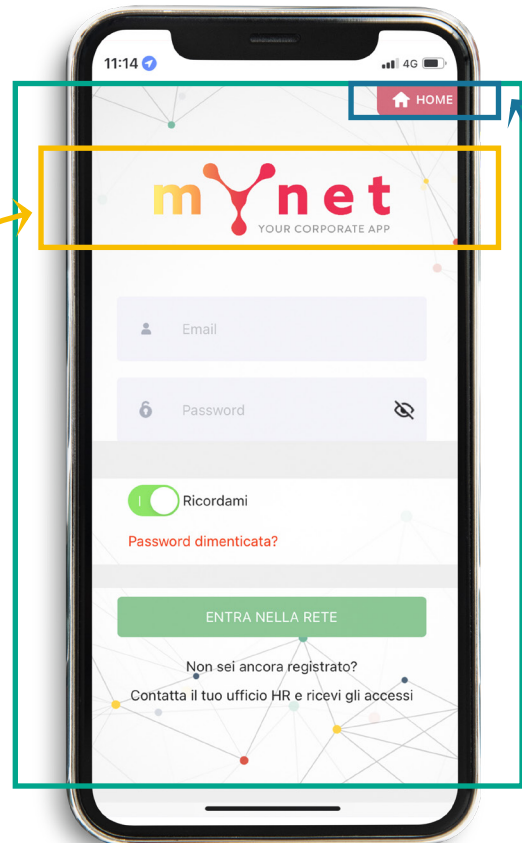 11:14
4G
HOME
mYnet
YOUR CORPORATE APP
Email
Password
Ricordami
Password dimenticata?
ENTRA NELLA RETE
Non sei ancora registrato?
Contatta il tuo ufficio HR e ricevi gli accessi